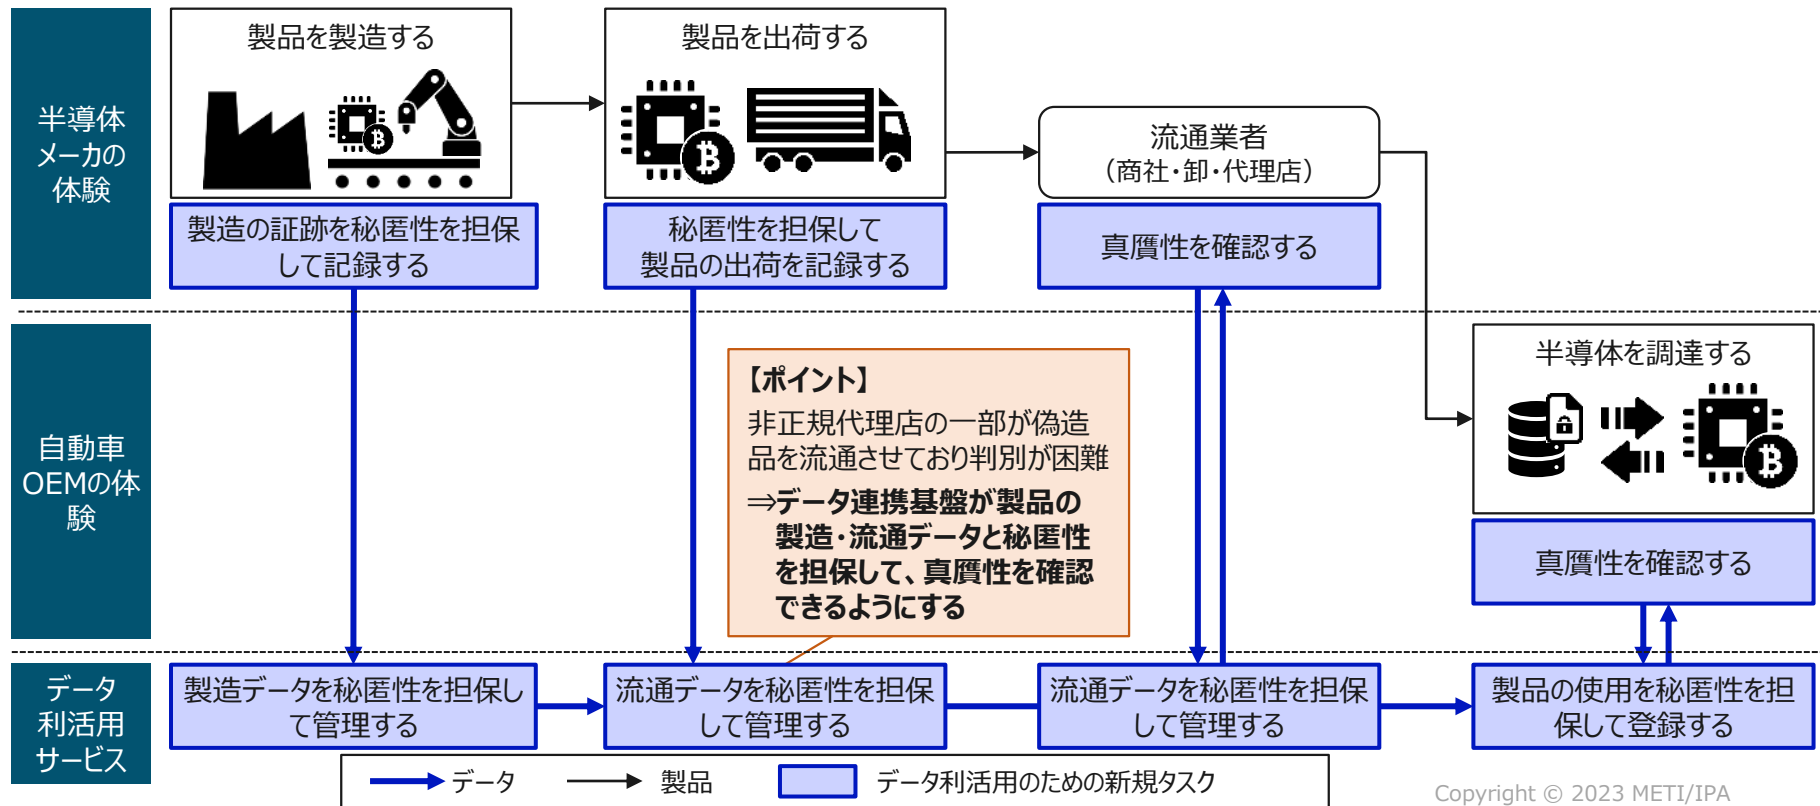 半導体
メーカの
体験
製品を製造する
製品を出荷する
流通業者
（商社・卸・代理店）
製造の証跡を秘匿性を担保
して記録する
秘匿性を担保して
製品の出荷を記録する
真贋性を確認する
自動車
OEMの体
験
【ポイント】
非正規代理店の一部が偽造
品を流通させており判別が困難
⇒データ連携基盤が製品の
製造・流通データと秘匿性
を担保して、真贋性を確認
できるようにする
半導体を調達する
真贋性を確認する
データ
利活用
サービス
製造データを秘匿性を担保し
て管理する
流通データを秘匿性を担保
して管理する
流通データを秘匿性を担保
して管理する
製品の使用を秘匿性を担
保して登録する
データ
製品
データ利活用のための新規タスク
Copyright © 2023 METI/IPA